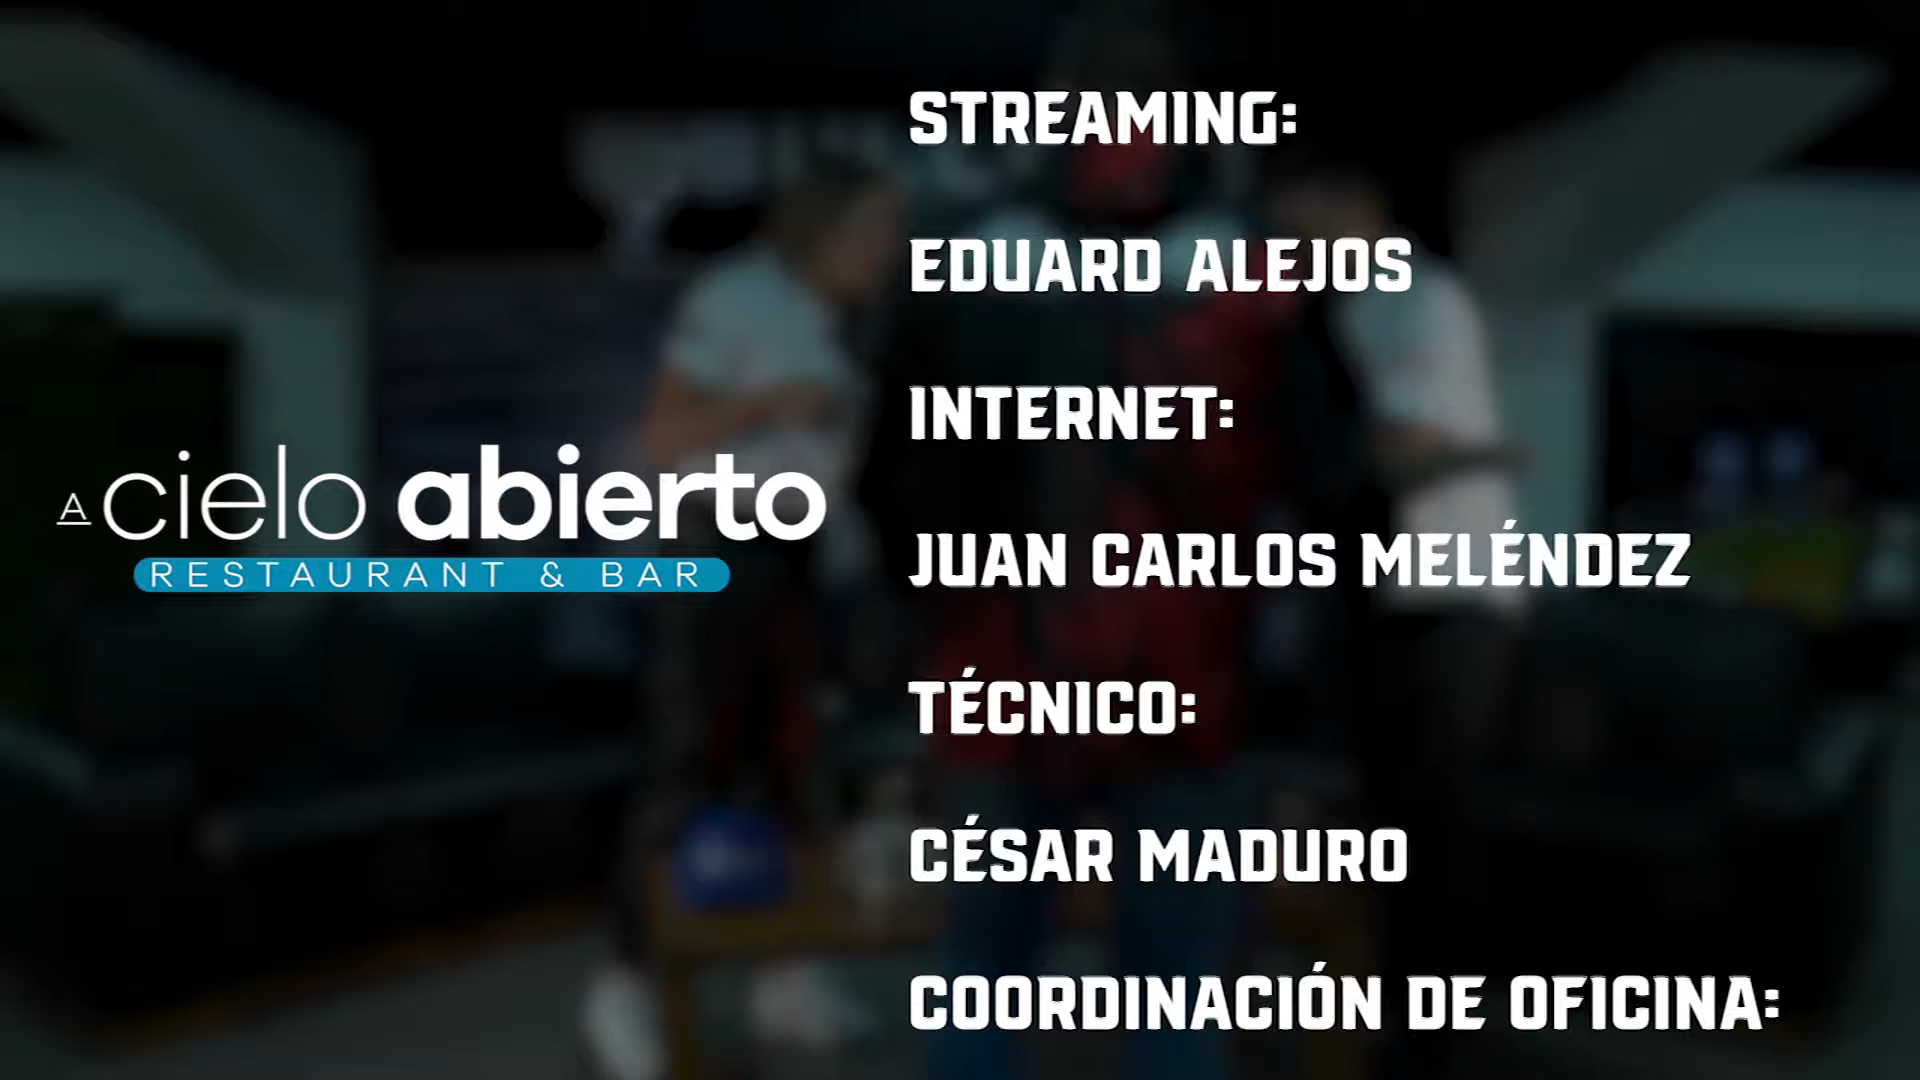 A cielo abierto
RESTAURANT & BAR
STREAMING:
EDUARD ALEJOS
INTERNET:
JUAN CARLOS MELÉNDEZ
TÉCNICO:
CÉSAR MADURO
COORDINACIÓN DE OFICINA: